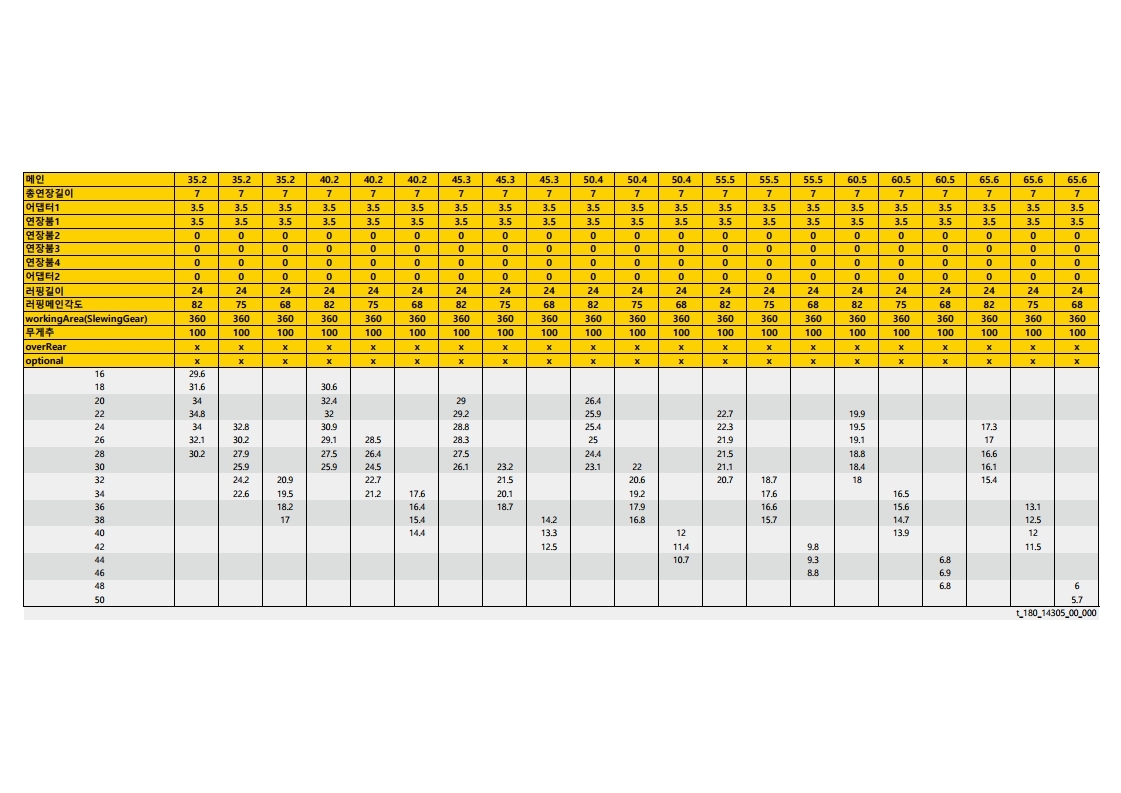 메인 35.2 35.2 35.2 40.2 40.2 40.2 45.3 45.3 45.3 50.4 50.4 50.4 55.5 55.5 55.5 60.5 60.5 60.5 65.6 65.6 65.6
총연장길이 7 7 7 7 7 7 7 7 7 7 7 7 7 7 7 7 7 7 7 7 7
어댑터1 3.5 3.5 3.5 3.5 3.5 3.5 3.5 3.5 3.5 3.5 3.5 3.5 3.5 3.5 3.5 3.5 3.5 3.5 3.5 3.5 3.5
연장붐1 3.5 3.5 3.5 3.5 3.5 3.5 3.5 3.5 3.5 3.5 3.5 3.5 3.5 3.5 3.5 3.5 3.5 3.5 3.5 3.5 3.5
연장붐2 0 0 0 0 0 0 0 0 0 0 0 0 0 0 0 0 0 0 0 0 0
연장붐3 0 0 0 0 0 0 0 0 0 0 0 0 0 0 0 0 0 0 0 0 0
연장붐4 0 0 0 0 0 0 0 0 0 0 0 0 0 0 0 0 0 0 0 0 0
어댑터2 0 0 0 0 0 0 0 0 0 0 0 0 0 0 0 0 0 0 0 0 0
러핑길이 24 24 24 24 24 24 24 24 24 24 24 24 24 24 24 24 24 24 24 24 24
러핑메인각도 82 75 68 82 75 68 82 75 68 82 75 68 82 75 68 82 75 68 82 75 68
workingArea(SlewingGear) 360 360 360 360 360 360 360 360 360 360 360 360 360 360 360 360 360 360 360 360 360
무게추 100 100 100 100 100 100 100 100 100 100 100 100 100 100 100 100 100 100 100 100 100
overRear x x x x x x x x x x x x x x x x x x x x x
optional x x x x x x x x x x x x x x x x x x x x x
16 29.6
18 31.6 30.6
20 34 32.4 29 26.4
22 34.8 32 29.2 25.9 22.7 19.9
24 34 32.8 30.9 28.8 25.4 22.3 19.5 17.3
26 32.1 30.2 29.1 28.5 28.3 25 21.9 19.1 17
28 30.2 27.9 27.5 26.4 27.5 24.4 21.5 18.8 16.6
30 25.9 25.9 24.5 26.1 23.2 23.1 22 21.1 18.4 16.1
32 24.2 20.9 22.7 21.5 20.6 20.7 18.7 18 15.4
34 22.6 19.5 21.2 17.6 20.1 19.2 17.6 16.5
36 18.2 16.4 18.7 17.9 16.6 15.6 13.1
38 17 15.4 14.2 16.8 15.7 14.7 12.5
40 14.4 13.3 12 13.9 12
42 12.5 11.4 9.8 11.5
44 10.7 9.3 6.8
46 8.8 6.9
48 6.8 6
50 5.7
t_180_14305_00_000